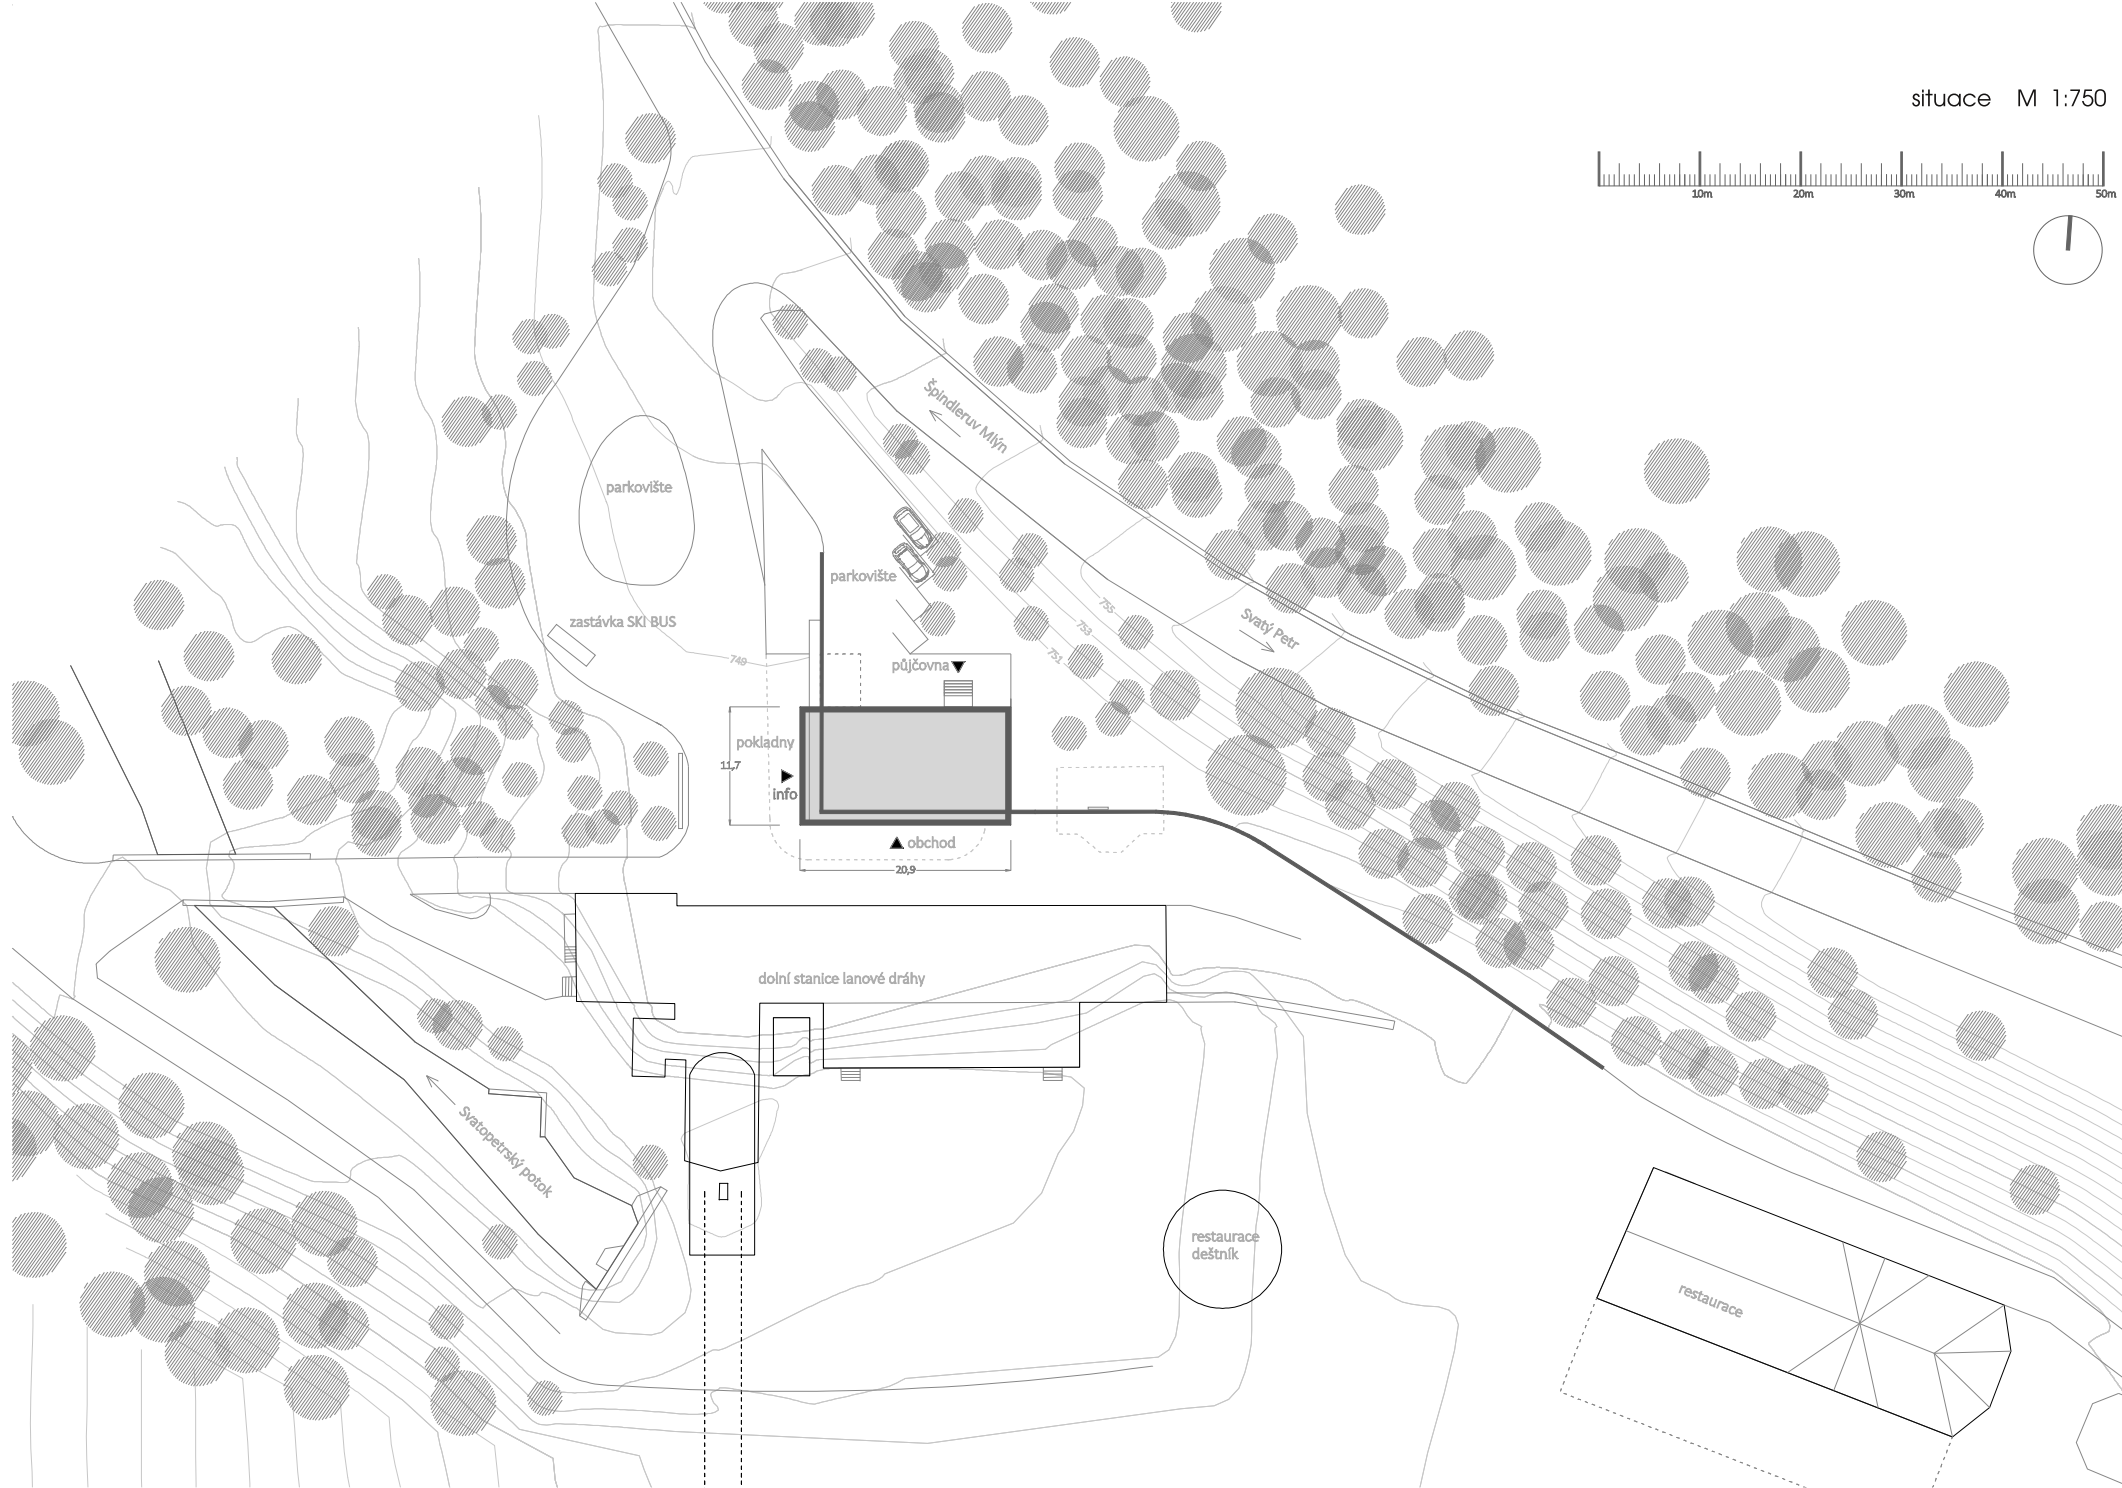 situace M 1:750
10m 20m 30m 40m 50m
Špindleruv Mlýn
parkoviště
parkoviště
755
753
751
749
Svatý Petr
zastávka SKI BUS
půjčovna
pokladny
11,7
info
obchod
20,9
dolní stanice lanové dráhy
Svatopetrský potok
restaurace
deštník
restaurace